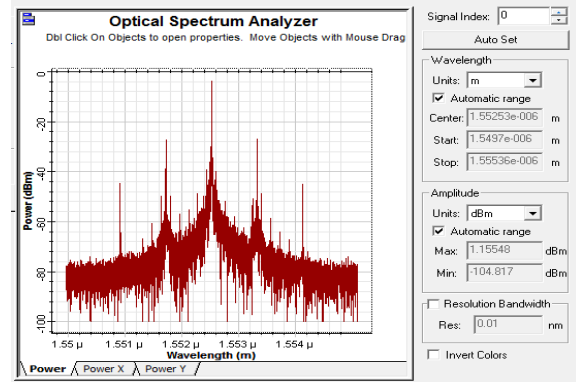 Optical Spectrum Analyzer
Dbl Click On Objects to open properties. Move Objects with Mouse Drag
Power (dBm)
0
-20
-40
-60
-80
-100
1.55 µ 1.551 µ 1.552 µ 1.553 µ 1.554 µ
Wavelength (m)
Power Power X Power Y
Signal Index: 0
Auto Set
Wavelength
Units: m
Automatic range
Center: 1.55253e-006 m
Start: 1.5497e-006 m
Stop: 1.55536e-006 m
Amplitude
Units: dBm
Automatic range
Max: 1.15548 dBm
Min: -104.817 dBm
Resolution Bandwidth
Res: 0.01 nm
Invert Colors